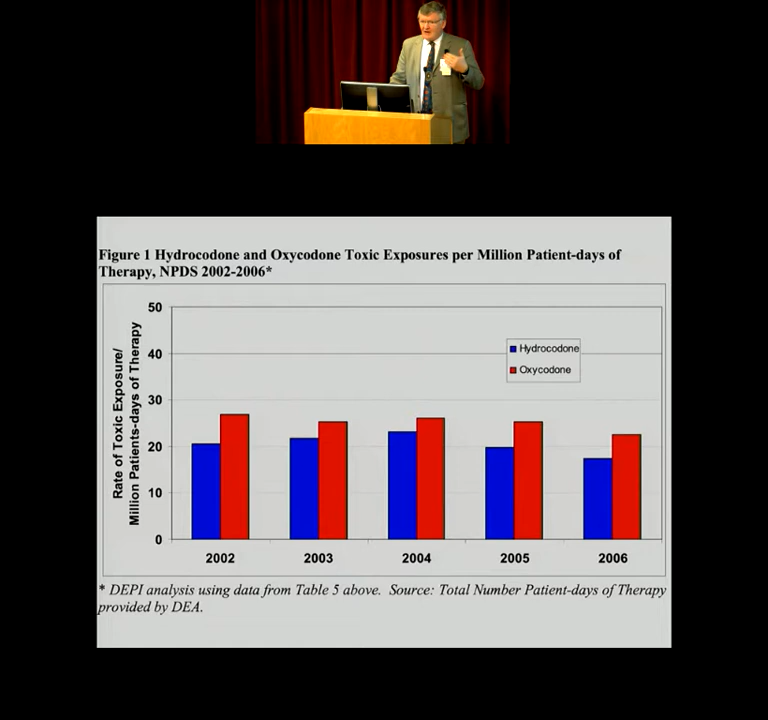 Figure 1 Hydrocodone and Oxycodone Toxic Exposures per Million Patient-days of
Therapy, NPDS 2002-2006*
Rate of Toxic Exposure/
Million Patients-days of Therapy
50
40
30
20
10
0
Hydrocodone
Oxycodone
2002
2003
2004
2005
2006
* DEPI analysis using data from Table 5 above. Source: Total Number Patient-days of Therapy
provided by DEA.